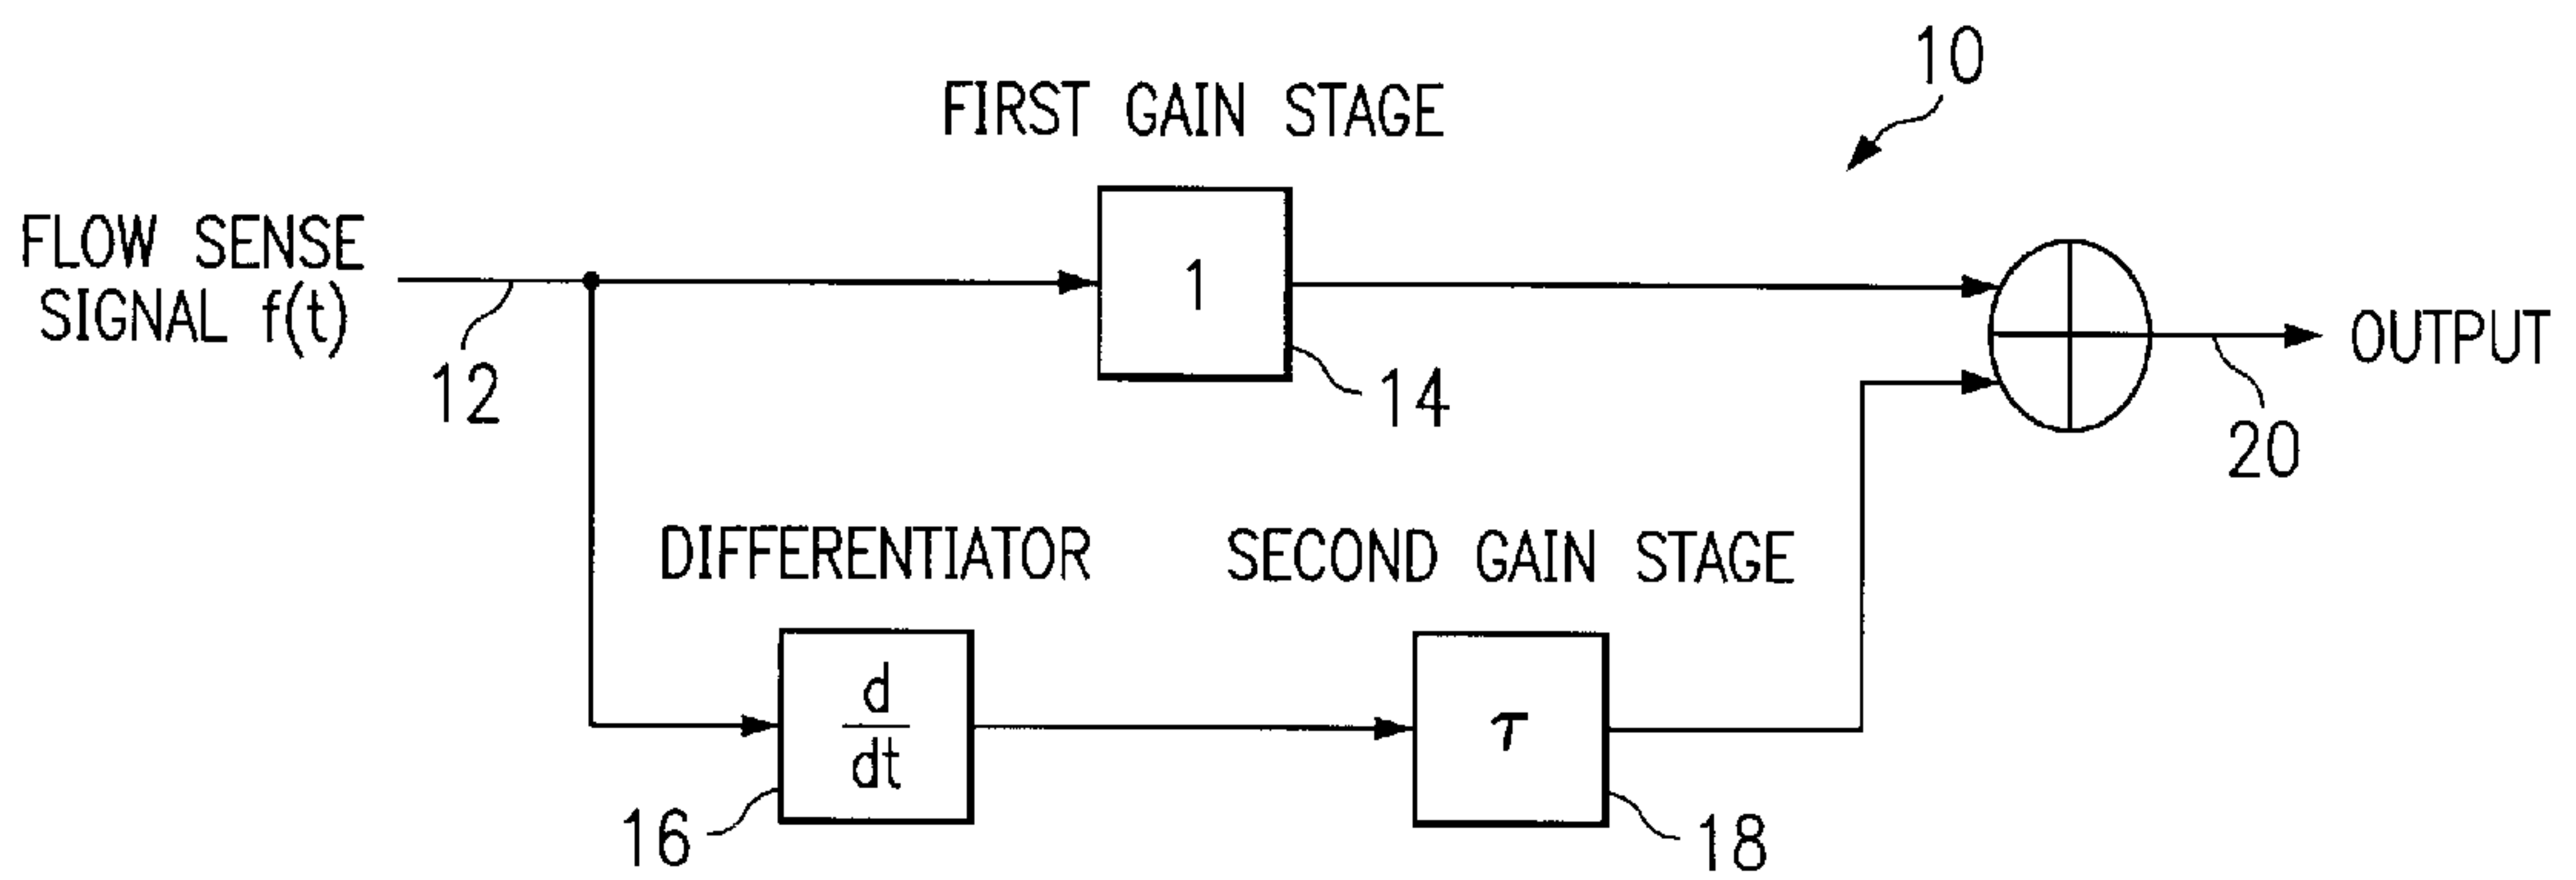 10
FIRST GAIN STAGE
FLOW SENSE
SIGNAL f(t)
12
1
14
OUTPUT
20
DIFFERENTIATOR
SECOND GAIN STAGE
d
dt
τ
16
18